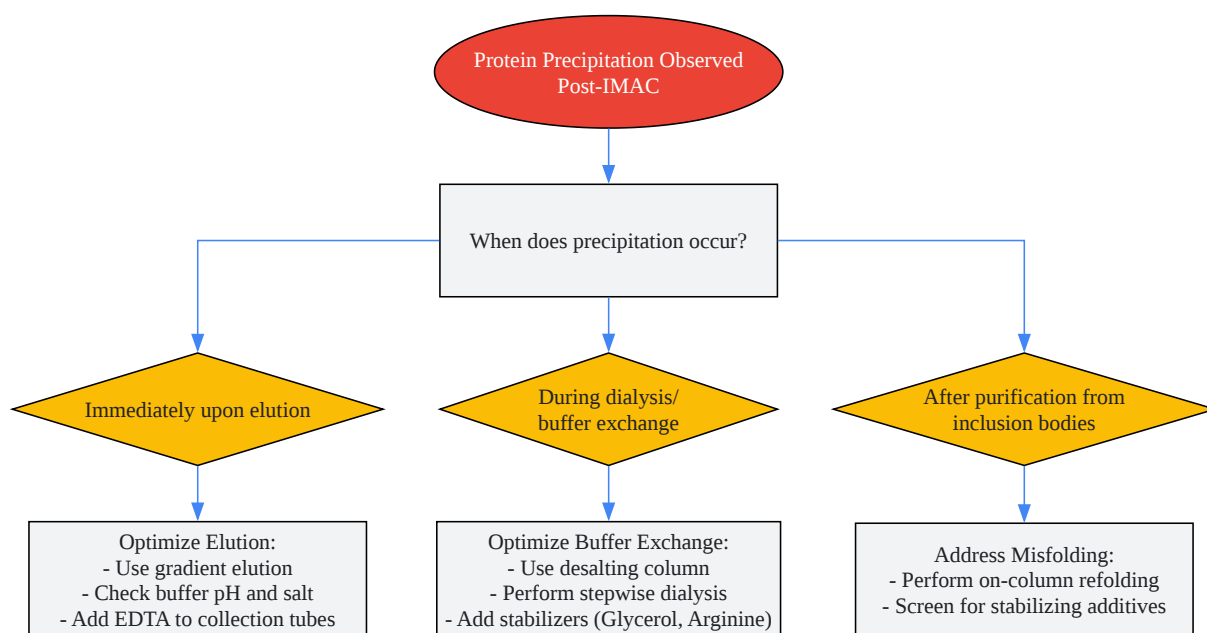 Protein Precipitation Observed
Post-IMAC
When does precipitation occur?
Immediately upon elution
During dialysis/
buffer exchange
After purification from
inclusion bodies
Optimize Elution:
- Use gradient elution
- Check buffer pH and salt
- Add EDTA to collection tubes
Optimize Buffer Exchange:
- Use desalting column
- Perform stepwise dialysis
- Add stabilizers (Glycerol, Arginine)
Address Misfolding:
- Perform on-column refolding
- Screen for stabilizing additives